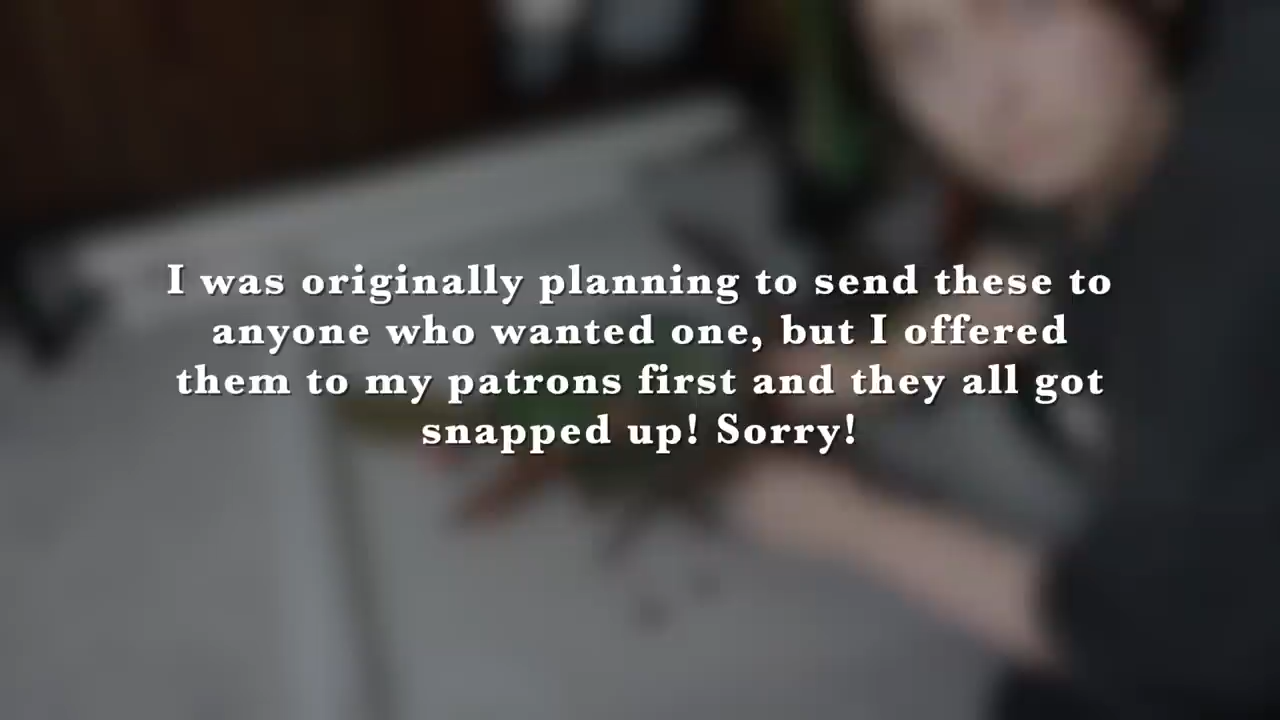 I was originally planning to send these to
anyone who wanted one, but I offered
them to my patrons first and they all got
snapped up! Sorry!